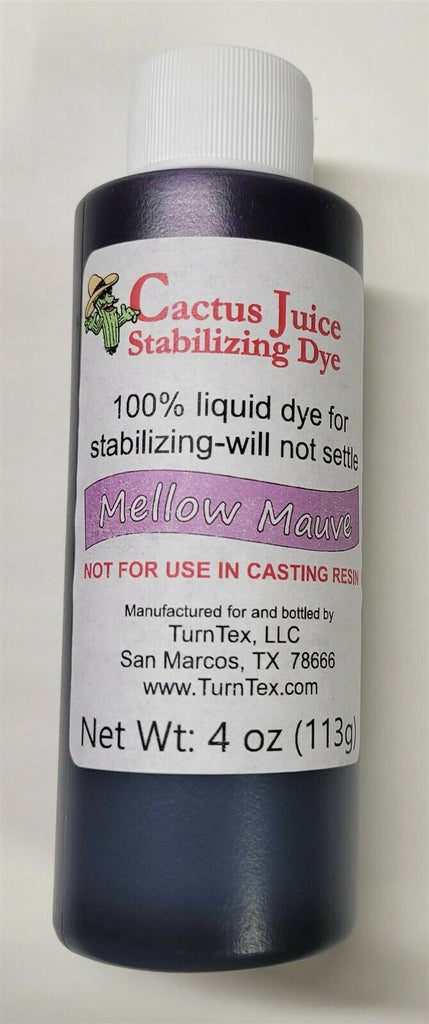 Cactus Juice
Stabilizing Dye
100% liquid dye for
stabilizing-will not settle
Mellow Mauve
NOT FOR USE IN CASTING RESIN
Manufactured for and bottled by
TurnTex, LLC
San Marcos, TX 78666
www.TurnTex.com
Net Wt: 4 oz (113g)